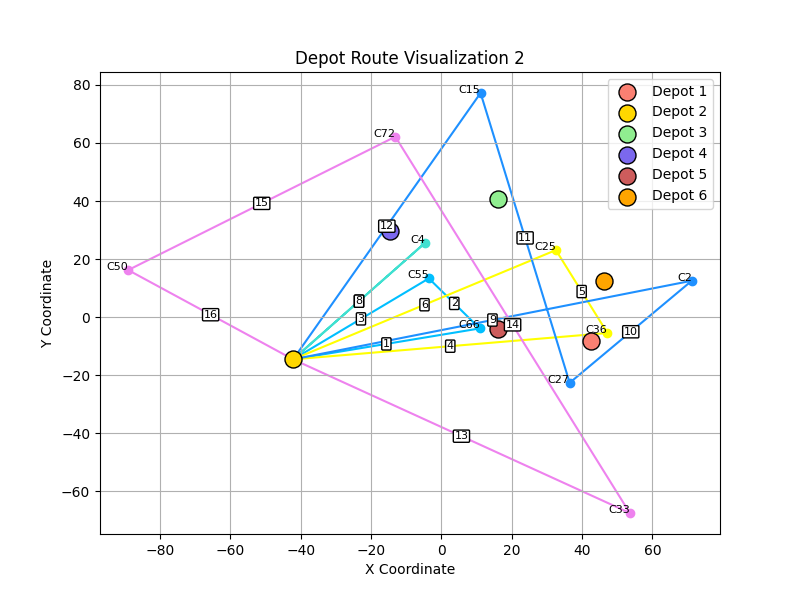 Depot Route Visualization 2
Depot 1
Depot 2
Depot 3
Depot 4
Depot 5
Depot 6
Y Coordinate
80
60
40
20
0
−20
−40
−60
C15
C72
C4
C25
C50
C55
C2
C66
C36
C27
C33
15
12
11
16
8
3
6
2
5
1
4
9
14
10
13
−80
−60
−40
−20
0
20
40
60
X Coordinate